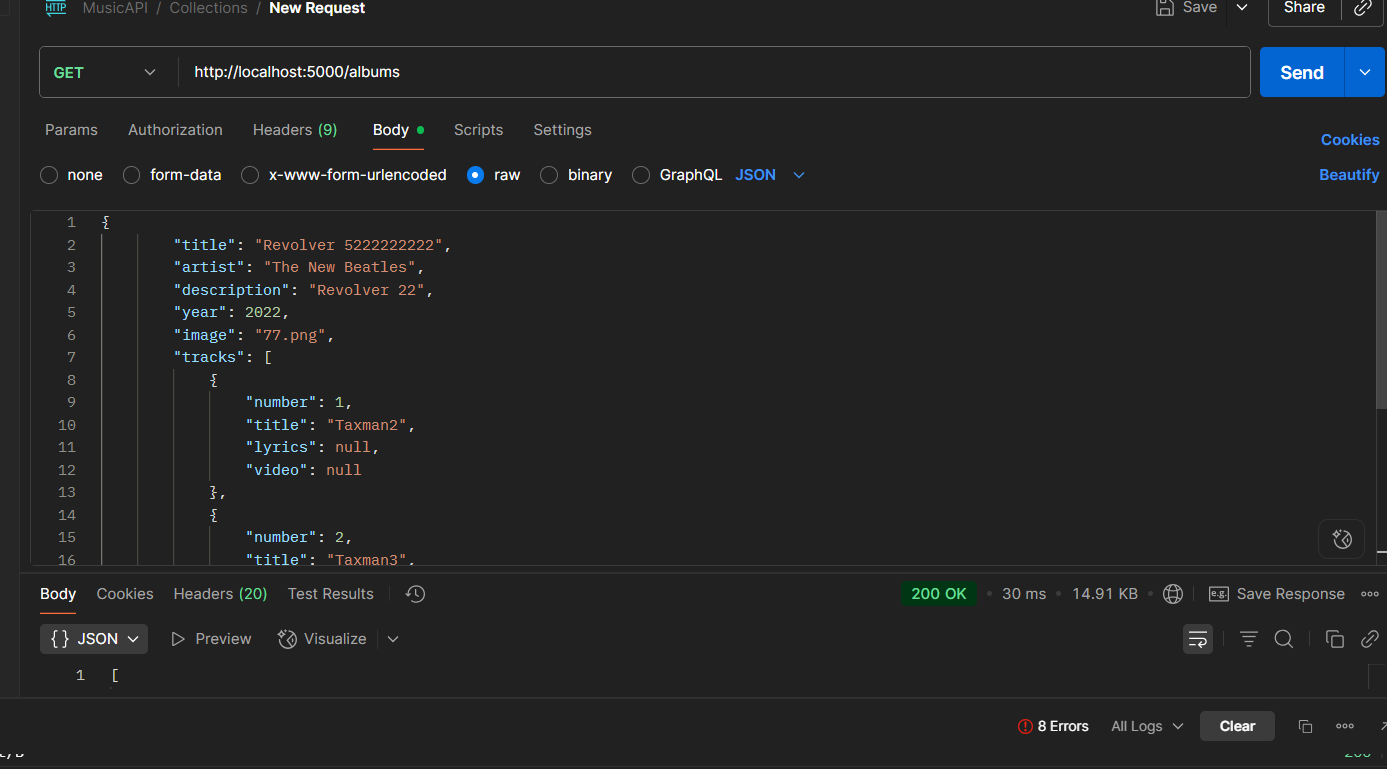 HTTP MusicAPI / Collections / New Request Save Share
GET http://localhost:5000/albums Send
Params Authorization Headers (9) Body Scripts Settings Cookies
none form-data x-www-form-urlencoded raw binary GraphQL JSON Beautify
1 {
2 "title": "Revolver 5222222222",
3 "artist": "The New Beatles",
4 "description": "Revolver 22",
5 "year": 2022,
6 "image": "77.png",
7 "tracks": [
8 {
9 "number": 1,
10 "title": "Taxman2",
11 "lyrics": null,
12 "video": null
13 },
14 {
15 "number": 2,
16 "title": "Taxman3",
Body Cookies Headers (20) Test Results 200 OK • 30 ms • 14.91 KB • e.g. Save Response
{} JSON Preview Visualize
1 [
8 Errors All Logs Clear
200